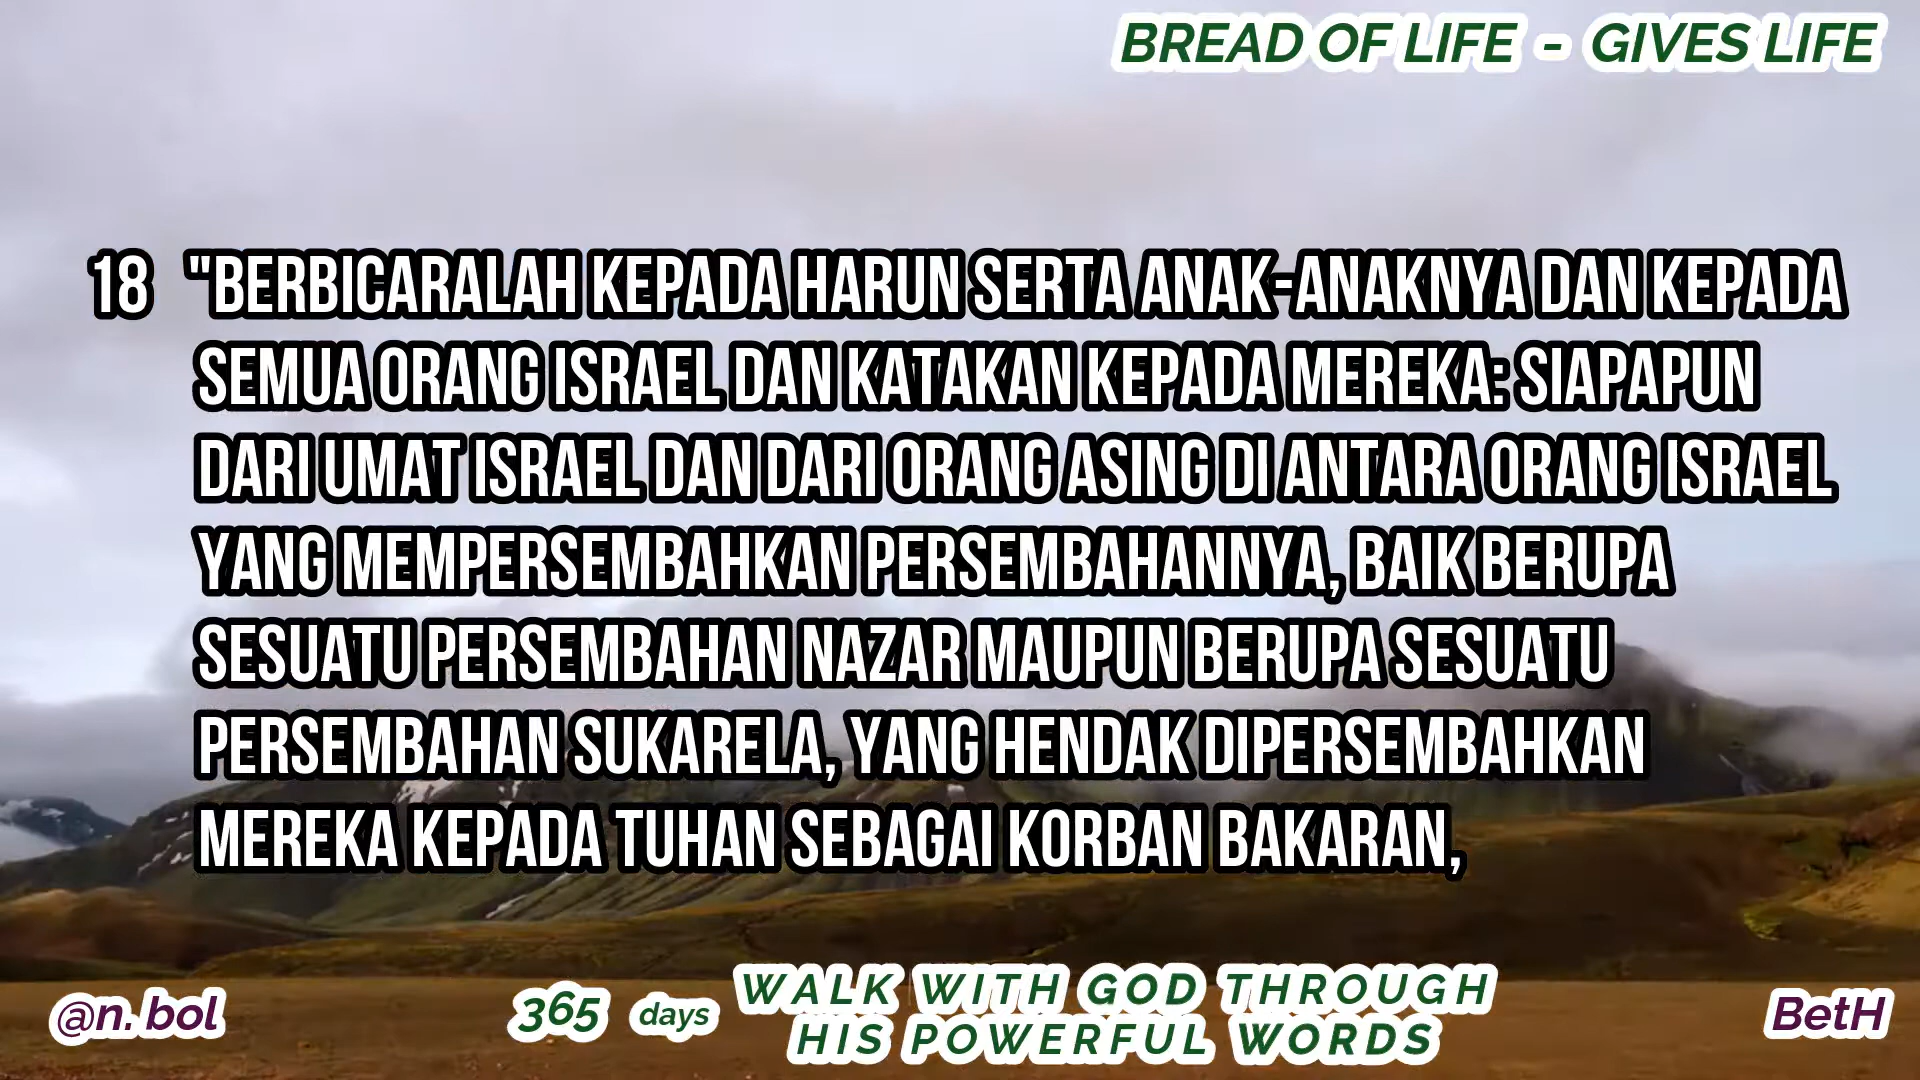 BREAD OF LIFE - GIVES LIFE
18 "BERBICARALAH KEPADA HARUN SERTA ANAK-ANAKNYA DAN KEPADA
SEMUA ORANG ISRAEL DAN KATAKAN KEPADA MEREKA: SIAPAPUN
DARI UMAT ISRAEL DAN DARI ORANG ASING DI ANTARA ORANG ISRAEL
YANG MEMPERSEMBAHKAN PERSEMBAHANNYA, BAIK BERUPA
SESUATU PERSEMBAHAN NAZAR MAUPUN BERUPA SESUATU
PERSEMBAHAN SUKARELA, YANG HENDAK DIPERSEMBAHKAN
MEREKA KEPADA TUHAN SEBAGAI KORBAN BAKARAN,
@n. bol
365 days
WALK WITH GOD THROUGH
HIS POWERFUL WORDS
BetH